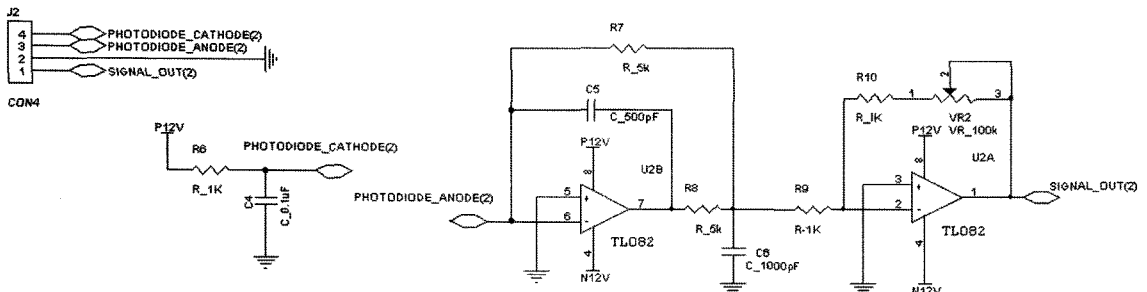 J2
4 PHOTODIODE_CATHODE(2)
3 PHOTODIODE_ANODE(2)
2
1 SIGNAL_OUT(2)
CON4
P12V
R6
R_1K
PHOTODIODE_CATHODE(2)
C4
C_0.1uF
R7
R_5k
C5
C_500pF
P12V
8
U2B
PHOTODIODE_ANODE(2)
5
6
+
-
7
TL082
4
N12V
R8
R_5k
C6
C_1000pF
R9
R-1K
R10
R_1K
1
2
3
VR2
VR_100k
P12V
8
U2A
3
2
+
-
1
TL082
4
N12V
SIGNAL_OUT(2)